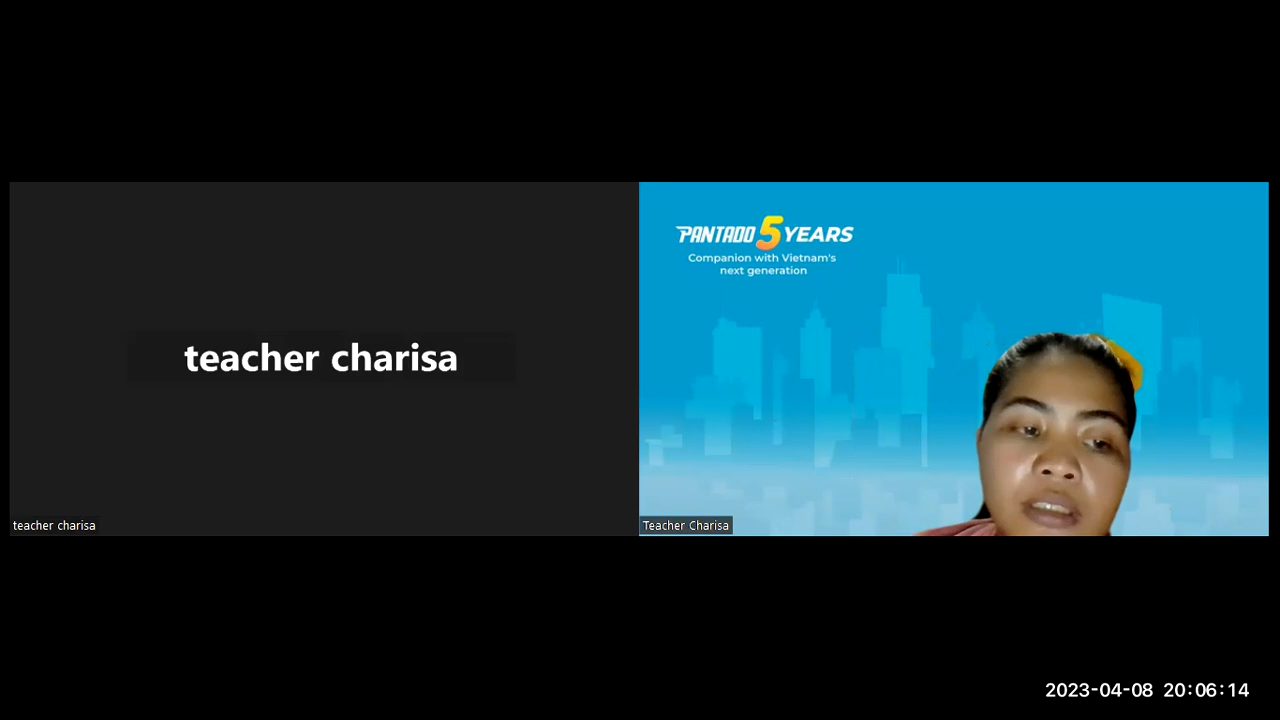 teacher charisa
teacher charisa
PANTADO 5 YEARS
Companion with Vietnam's
next generation
Teacher Charisa
2023-04-08 20:06:14